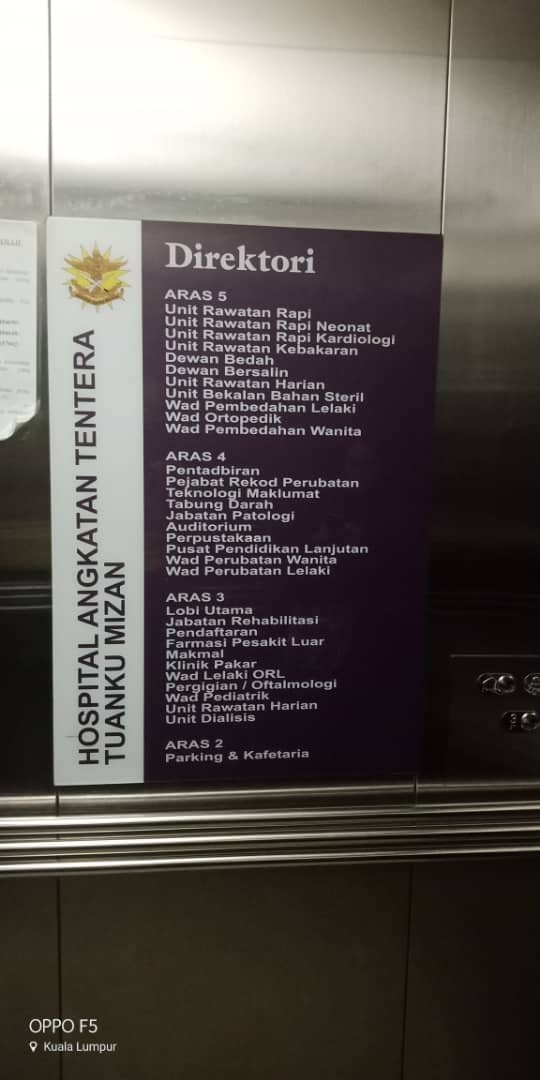 Direktori
HOSPITAL ANGKATAN TENTERA
TUANKU MIZAN
ARAS 5
Unit Rawatan Rapi
Unit Rawatan Rapi Neonat
Unit Rawatan Rapi Kardiologi
Unit Rawatan Kebakaran
Dewan Bedah
Dewan Bersalin
Unit Rawatan Harian
Unit Bekalan Bahan Steril
Wad Pembedahan Lelaki
Wad Ortopedik
Wad Pembedahan Wanita
ARAS 4
Pentadbiran
Pejabat Rekod Perubatan
Teknologi Maklumat
Tabung Darah
Jabatan Patologi
Auditorium
Perpustakaan
Pusat Pendidikan Lanjutan
Wad Perubatan Wanita
Wad Perubatan Lelaki
ARAS 3
Lobi Utama
Jabatan Rehabilitasi
Pendaftaran
Farmasi Pesakit Luar
Makmal
Klinik Pakar
Wad Lelaki ORL
Pergigian / Oftalmologi
Wad Pediatrik
Unit Rawatan Harian
Unit Dialisis
ARAS 2
Parking & Kafetaria
OPPO F5
Kuala Lumpur